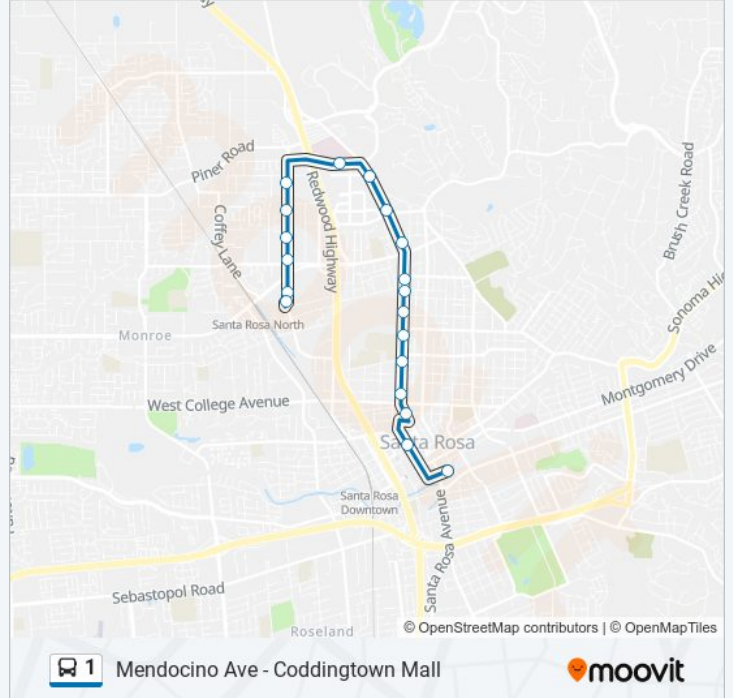 Piner Road
Redwood Highway
Coffey Lane
Brush Creek Road
Santa Rosa North
Monroe
Sonoma Hi
Montgomery Drive
West College Avenue
Santa Rosa
Santa Rosa
Downtown
Santa Rosa Avenue
Sebastopol Road
Roseland
© OpenStreetMap contributors | © OpenMapTiles
1 Mendocino Ave - Coddingtown Mall
moovit